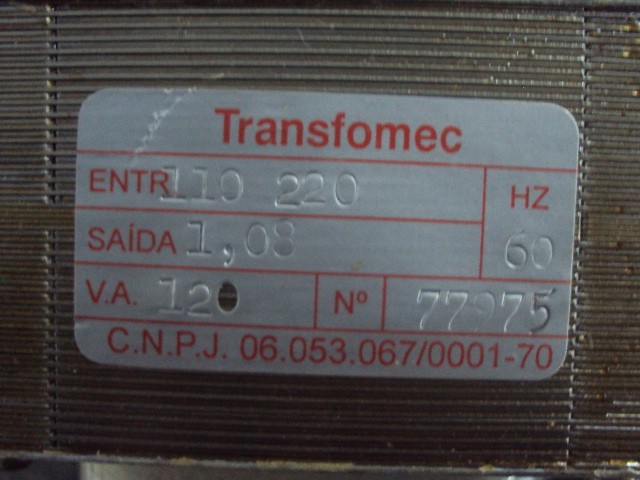 Transfomec
ENTR 110 220
HZ
SAÍDA 1,08
60
V.A. 120
Nº 77975
C.N.P.J. 06.053.067/0001-70